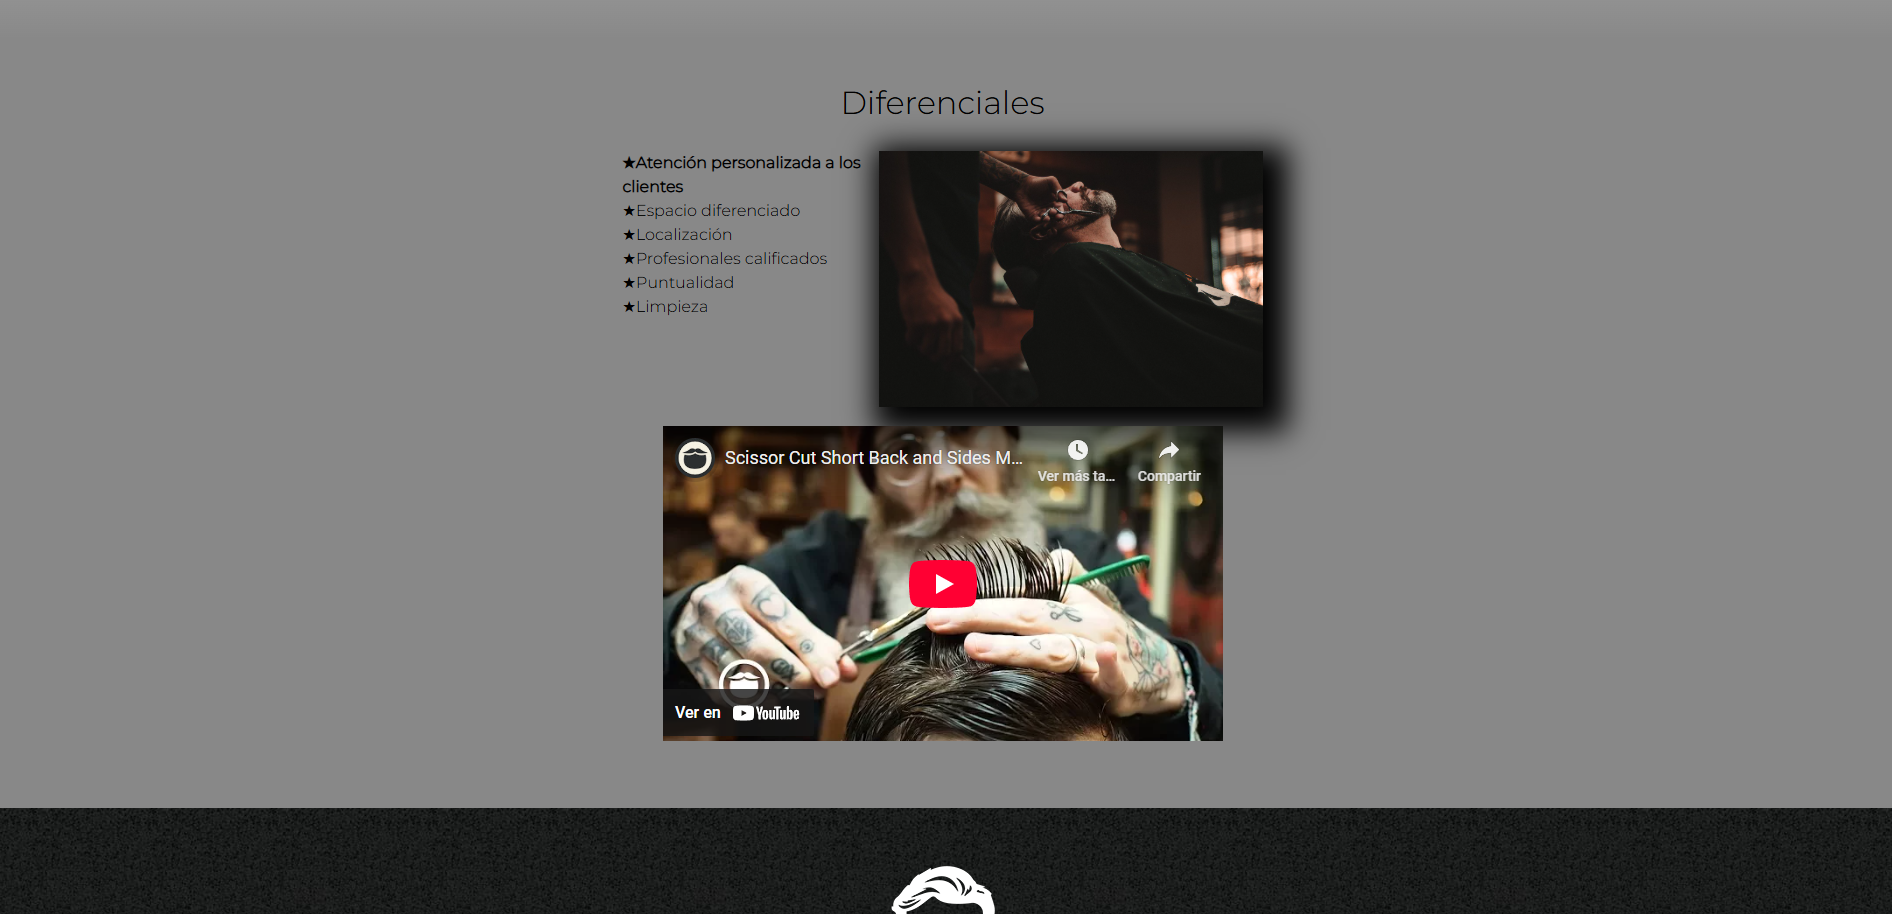 Diferenciales
★Atención personalizada a los
clientes
★Espacio diferenciado
★Localización
★Profesionales calificados
★Puntualidad
★Limpieza
Scissor Cut Short Back and Sides M...
Ver más ta...
Compartir
Ver en YouTube